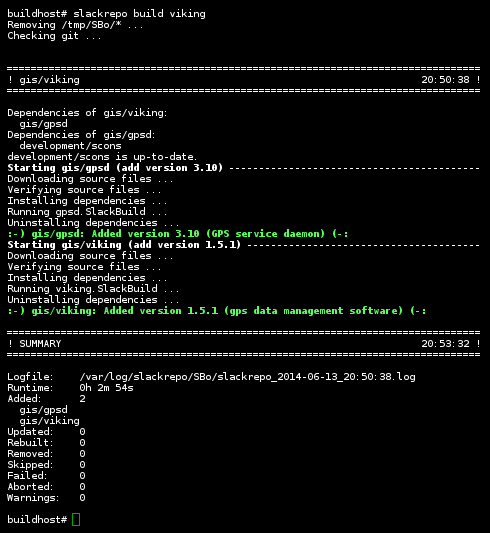 buildhost# slackrepo build viking
Removing /tmp/SBo/* ...
Checking git ...
================================================================================
! gis/viking 20:50:38 !
================================================================================
Dependencies of gis/viking:
gis/gpsd
Dependencies of gis/gpsd:
development/scons
development/scons is up-to-date.
Starting gis/gpsd (add version 3.10) ------------------------------------------
Downloading source files ...
Verifying source files ...
Installing dependencies ...
Running gpsd.SlackBuild ...
Uninstalling dependencies ...
:-) gis/gpsd: Added version 3.10 (GPS service daemon) (-:
Starting gis/viking (add version 1.5.1) ---------------------------------------
Downloading source files ...
Verifying source files ...
Installing dependencies ...
Running viking.SlackBuild ...
Uninstalling dependencies ...
:-) gis/viking: Added version 1.5.1 (gps data management software) (-:
================================================================================
! SUMMARY 20:53:32 !
================================================================================
Logfile: /var/log/slackrepo/SBo/slackrepo_2014-06-13_20:50:38.log
Runtime: 0h 2m 54s
Added: 2
gis/gpsd
gis/viking
Updated: 0
Rebuilt: 0
Removed: 0
Skipped: 0
Failed: 0
Aborted: 0
Warnings: 0
buildhost#